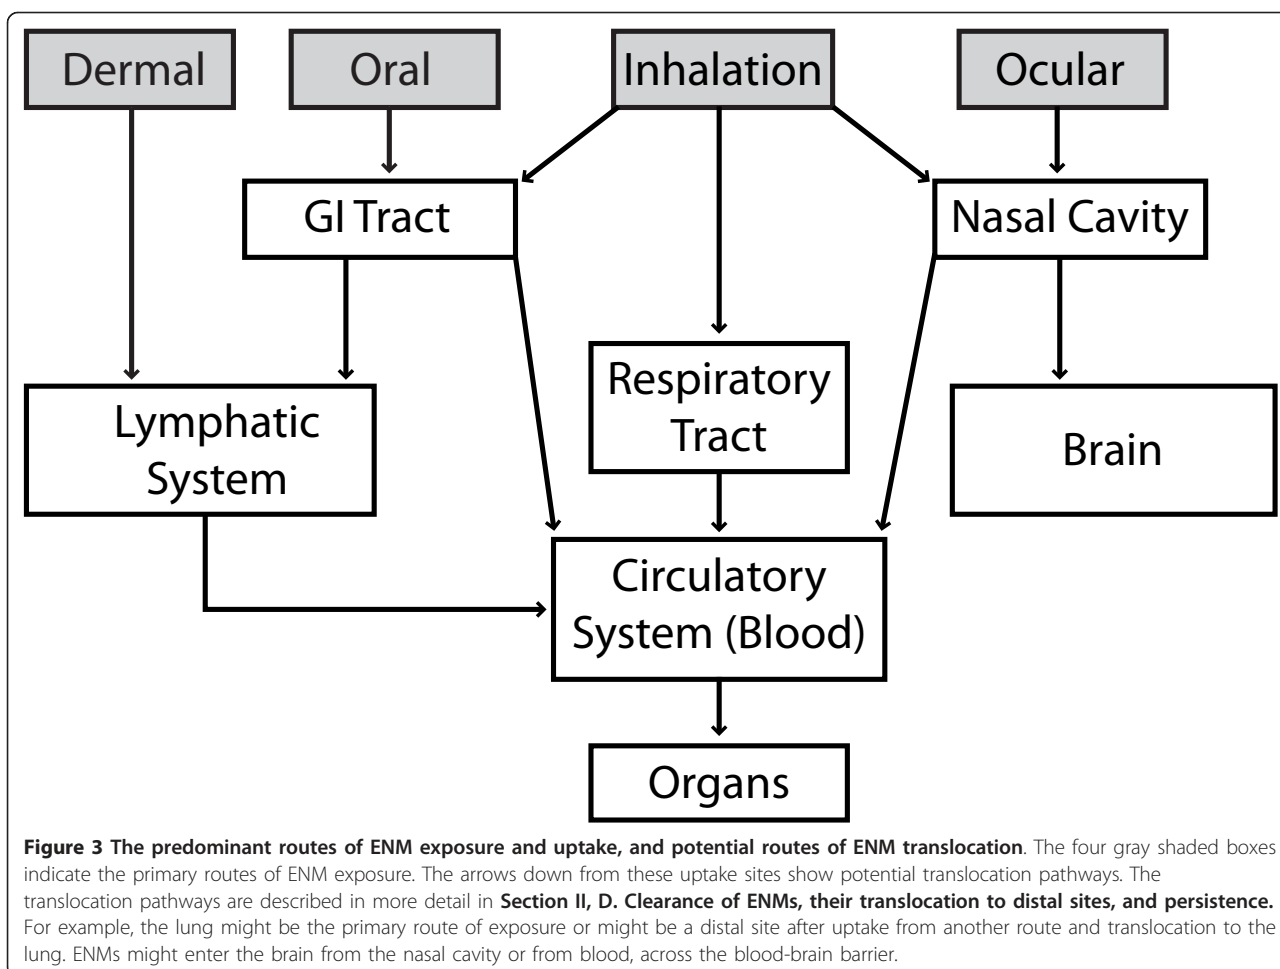 Dermal
Oral
Inhalation
Ocular
GI Tract
Nasal Cavity
Respiratory
Tract
Lymphatic
System
Brain
Circulatory
System (Blood)
Organs
Figure 3 The predominant routes of ENM exposure and uptake, and potential routes of ENM translocation. The four gray shaded boxes
indicate the primary routes of ENM exposure. The arrows down from these uptake sites show potential translocation pathways. The
translocation pathways are described in more detail in Section II, D. Clearance of ENMs, their translocation to distal sites, and persistence.
For example, the lung might be the primary route of exposure or might be a distal site after uptake from another route and translocation to the
lung. ENMs might enter the brain from the nasal cavity or from blood, across the blood-brain barrier.